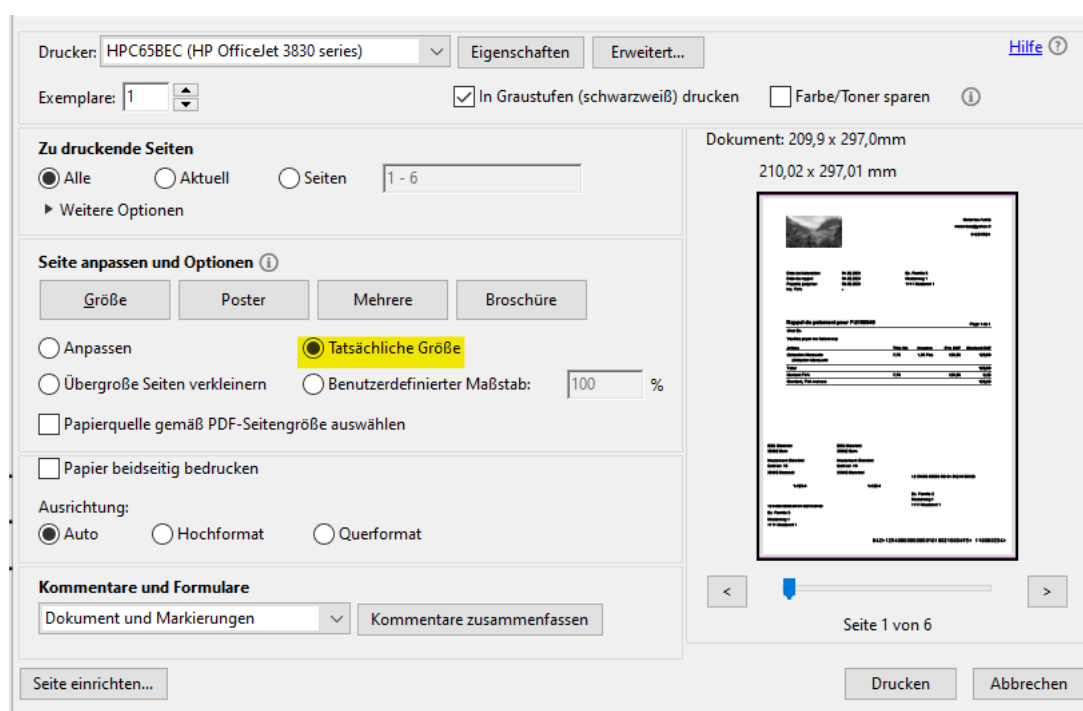 Drucker: HPC65BEC (HP OfficeJet 3830 series) Eigenschaften Erweitert... Hilfe
Exemplare: 1 In Graustufen (schwarzweiß) drucken Farbe/Toner sparen
Zu druckende Seiten
Alle Aktuell Seiten 1 - 6
Weitere Optionen
Seite anpassen und Optionen
Größe Poster Mehrere Broschüre
Anpassen Tatsächliche Größe
Übergroße Seiten verkleinern Benutzerdefinierter Maßstab: 100 %
Papierquelle gemäß PDF-Seitengröße auswählen
Papier beidseitig bedrucken
Ausrichtung:
Auto Hochformat Querformat
Kommentare und Formulare
Dokument und Markierungen Kommentare zusammenfassen
Dokument: 209,9 x 297,0mm
210,02 x 297,01 mm
< >
Seite 1 von 6
Seite einrichten... Drucken Abbrechen